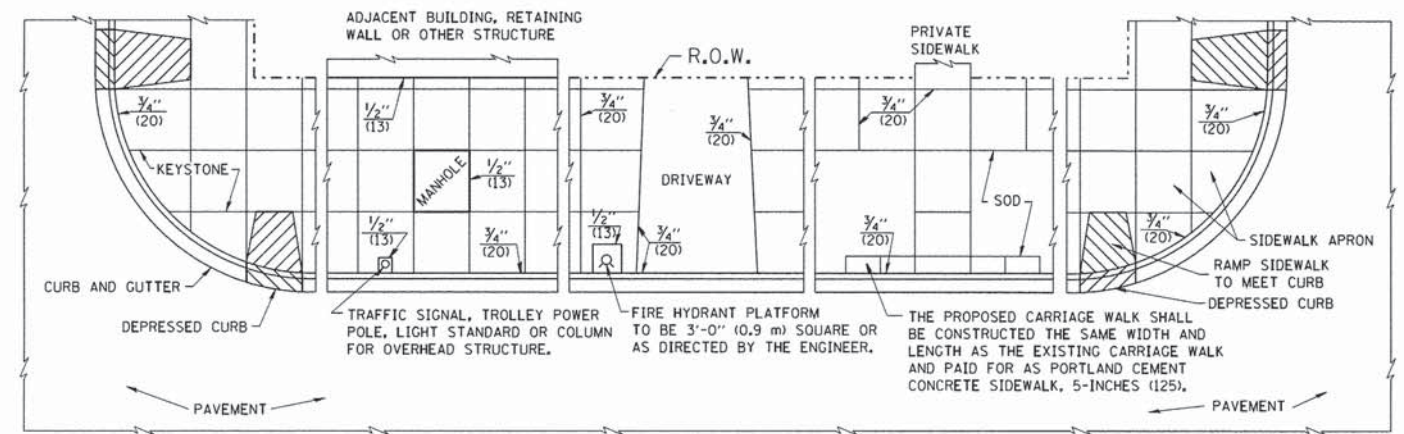 ADJACENT BUILDING, RETAINING
WALL OR OTHER STRUCTURE
R.O.W.
PRIVATE
SIDEWALK
3/4"
(20)
1/2"
(13)
3/4"
(20)
3/4"
(20)
3/4"
(20)
3/4"
(20)
KEYSTONE
MANHOLE
1/2"
(13)
DRIVEWAY
SOD
1/2"
(13)
3/4"
(20)
1/2"
(13)
3/4"
(20)
3/4"
(20)
3/4"
(20)
SIDEWALK APRON
RAMP SIDEWALK
TO MEET CURB
DEPRESSED CURB
CURB AND GUTTER
DEPRESSED CURB
TRAFFIC SIGNAL, TROLLEY POWER
POLE, LIGHT STANDARD OR COLUMN
FOR OVERHEAD STRUCTURE.
FIRE HYDRANT PLATFORM
TO BE 3'-0" (0.9 m) SQUARE OR
AS DIRECTED BY THE ENGINEER.
THE PROPOSED CARRIAGE WALK SHALL
BE CONSTRUCTED THE SAME WIDTH AND
LENGTH AS THE EXISTING CARRIAGE WALK
AND PAID FOR AS PORTLAND CEMENT
CONCRETE SIDEWALK, 5-INCHES (125).
PAVEMENT
PAVEMENT